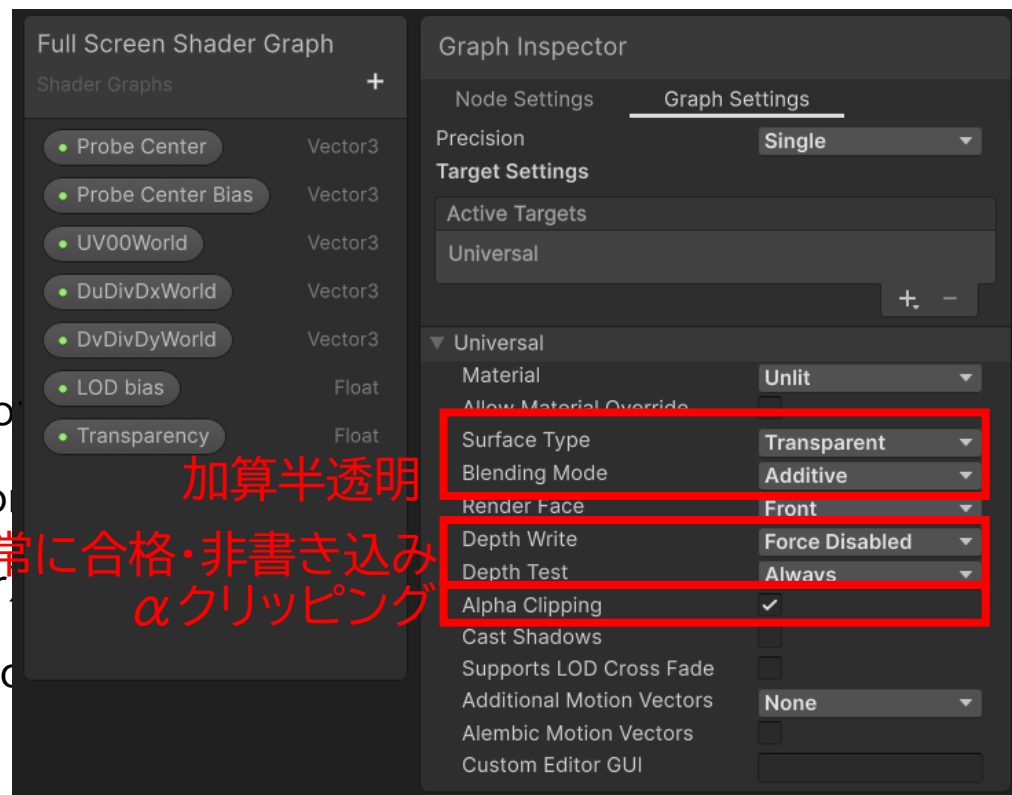 Full Screen Shader Graph
Shader Graphs
+
Probe Center Vector3
Probe Center Bias Vector3
UV00World Vector3
DuDivDxWorld Vector3
DvDivDyWorld Vector3
LOD bias Float
Transparency Float
加算半透明
常に合格・非書き込み
αクリッピング
Graph Inspector
Node Settings Graph Settings
Precision Single
Target Settings
Active Targets
Universal
+ −
Universal
Material Unlit
Allow Material Override
Surface Type Transparent
Blending Mode Additive
Render Face Front
Depth Write Force Disabled
Depth Test Always
Alpha Clipping
Cast Shadows
Supports LOD Cross Fade
Additional Motion Vectors None
Alembic Motion Vectors
Custom Editor GUI